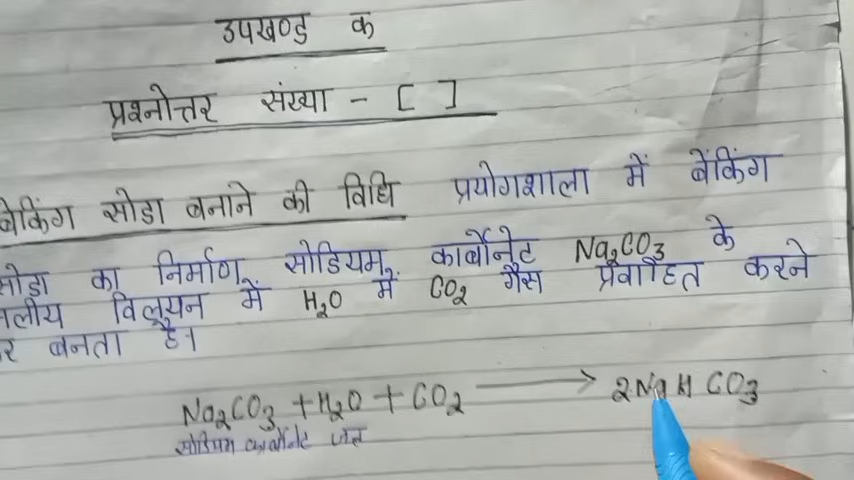 उपखण्ड क
प्रश्नोत्तर संख्या - [ ]
बेकिंग सोडा बनाने की विधि प्रयोगशाला में बेंकिंग
सोडा का निर्माण सोडियम कार्बोनेट Na₂CO₃ के
जलीय विलयन में H₂O में CO₂ गैस प्रवाहित करने
बनता है।
Na₂CO₃ + H₂O + CO₂ → 2NaHCO₃
सोडियम कार्बोनेट जल